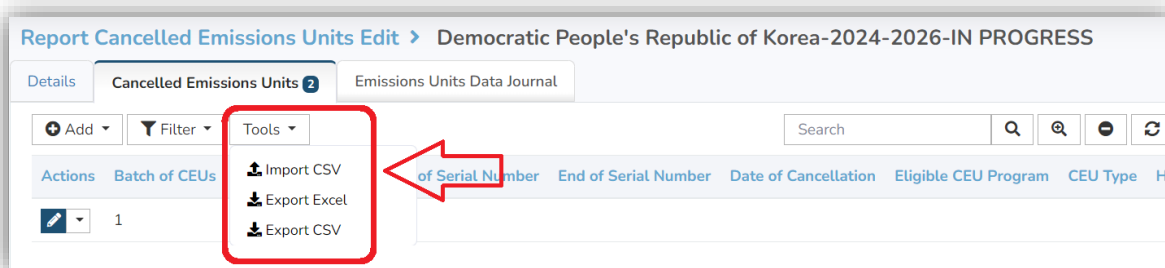 Report Cancelled Emissions Units Edit > Democratic People's Republic of Korea-2024-2026-IN PROGRESS
Details Cancelled Emissions Units 2 Emissions Units Data Journal
Add Filter Tools Search
Import CSV
Export Excel
Export CSV
Actions Batch of CEUs of Serial Number End of Serial Number Date of Cancellation Eligible CEU Program CEU Type H
1